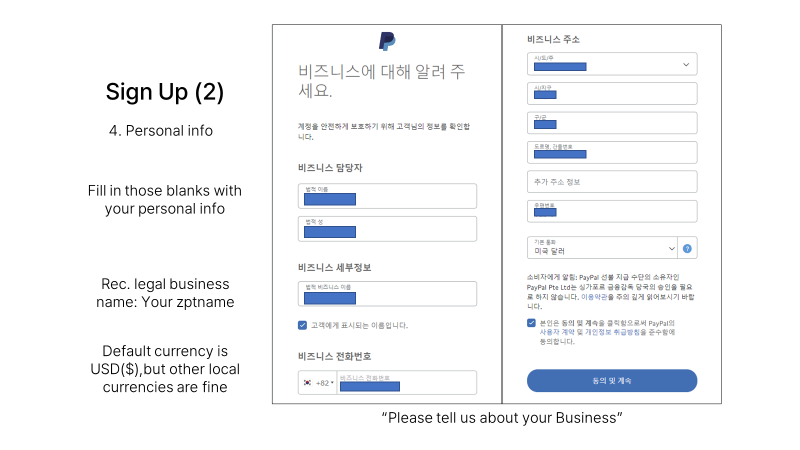 Sign Up (2)
4. Personal info
Fill in those blanks with
your personal info
Rec. legal business
name: Your zptname
Default currency is
USD($),but other local
currencies are fine
비즈니스에 대해 알려 주
세요.
계정을 안전하게 보호하기 위해 고객님의 정보를 확인합
니다.
비즈니스 담당자
법적 이름
법적 성
비즈니스 세부정보
법적 비즈니스 이름
고객에게 표시되는 이름입니다.
비즈니스 전화번호
+82
비즈니스 전화번호
비즈니스 주소
시/도/주
시/지구
구/군
도로명, 건물번호
추가 주소 정보
우편번호
기본 통화
미국 달러
?
소비자에게 알림: PayPal 선불 지급 수단의 소유자인
PayPal Pte Ltd는 싱가포르 금융감독 당국의 승인을 필요
로 하지 않습니다. 이용약관을 주의 깊게 읽어보시기 바랍
니다.
본인은 동의 및 계속을 클릭함으로써 PayPal의
사용자 계약 및 개인정보 취급방침을 준수함에
동의합니다.
동의 및 계속
“Please tell us about your Business”